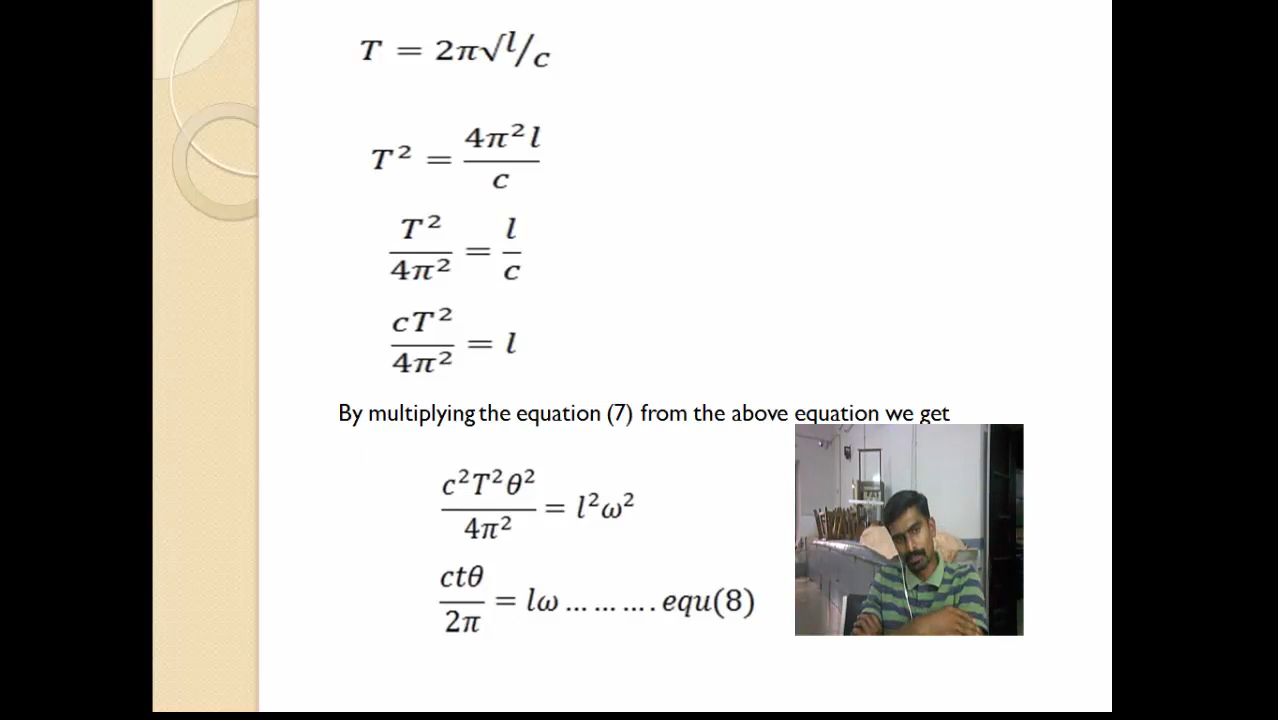 T = 2π√l/c
T² = 4π²l / c
T² / 4π² = l / c
cT² / 4π² = l
By multiplying the equation (7) from the above equation we get
c²T²θ² / 4π² = l²ω²
ctθ / 2π = lω ... ... .... equ(8)